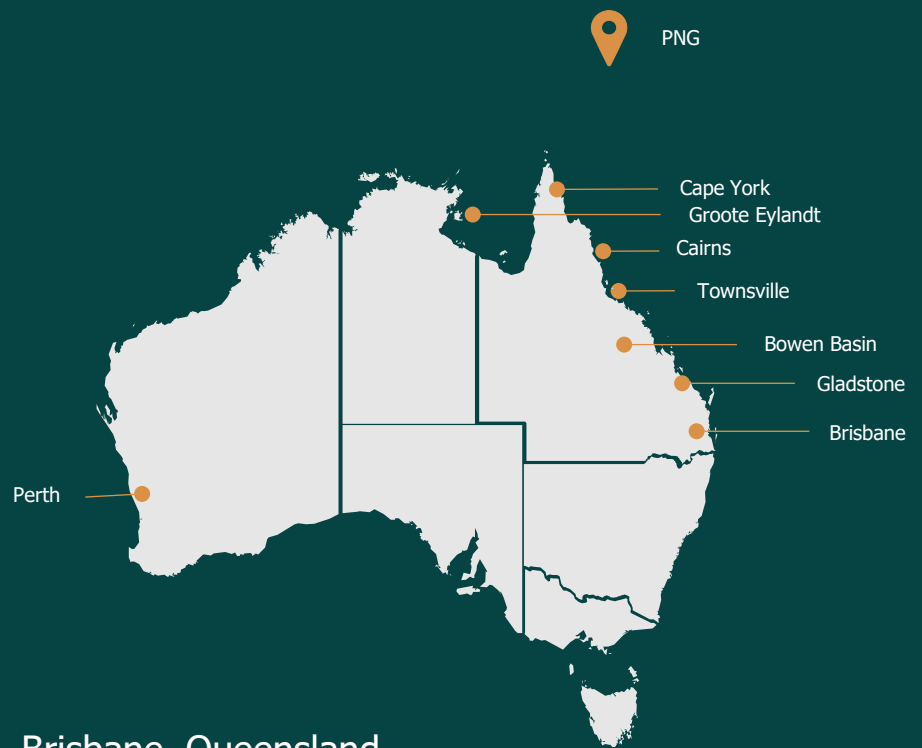 PNG
Cape York
Groote Eylandt
Cairns
Townsville
Bowen Basin
Gladstone
Brisbane
Perth
Brisbane, Queensland